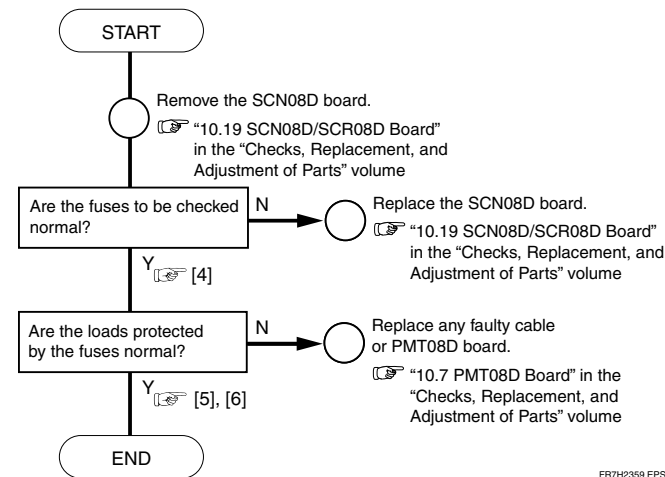 START
Remove the SCN08D board.
“10.19 SCN08D/SCR08D Board”
in the “Checks, Replacement, and
Adjustment of Parts” volume
Are the fuses to be checked
normal?
N
Replace the SCN08D board.
“10.19 SCN08D/SCR08D Board”
in the “Checks, Replacement, and
Adjustment of Parts” volume
Y
[4]
Are the loads protected
by the fuses normal?
N
Replace any faulty cable
or PMT08D board.
“10.7 PMT08D Board” in the
“Checks, Replacement, and
Adjustment of Parts” volume
Y
[5], [6]
END
FR7H2359.EPS